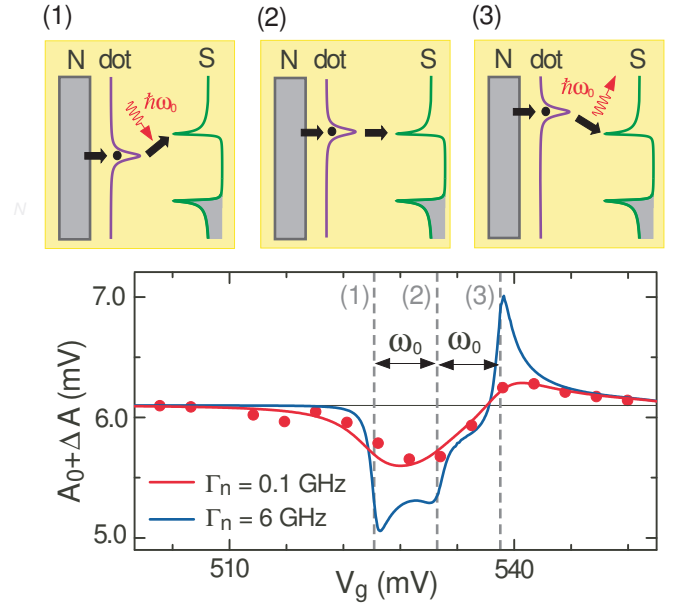 (1) (2) (3)
N dot S
ħω₀
N dot S
N dot S
ħω₀
N
7.0
6.0
5.0
A₀+ΔA (mV)
(1) (2) (3)
ω₀ ω₀
Γₙ = 0.1 GHz
Γₙ = 6 GHz
510 540
V_g (mV)